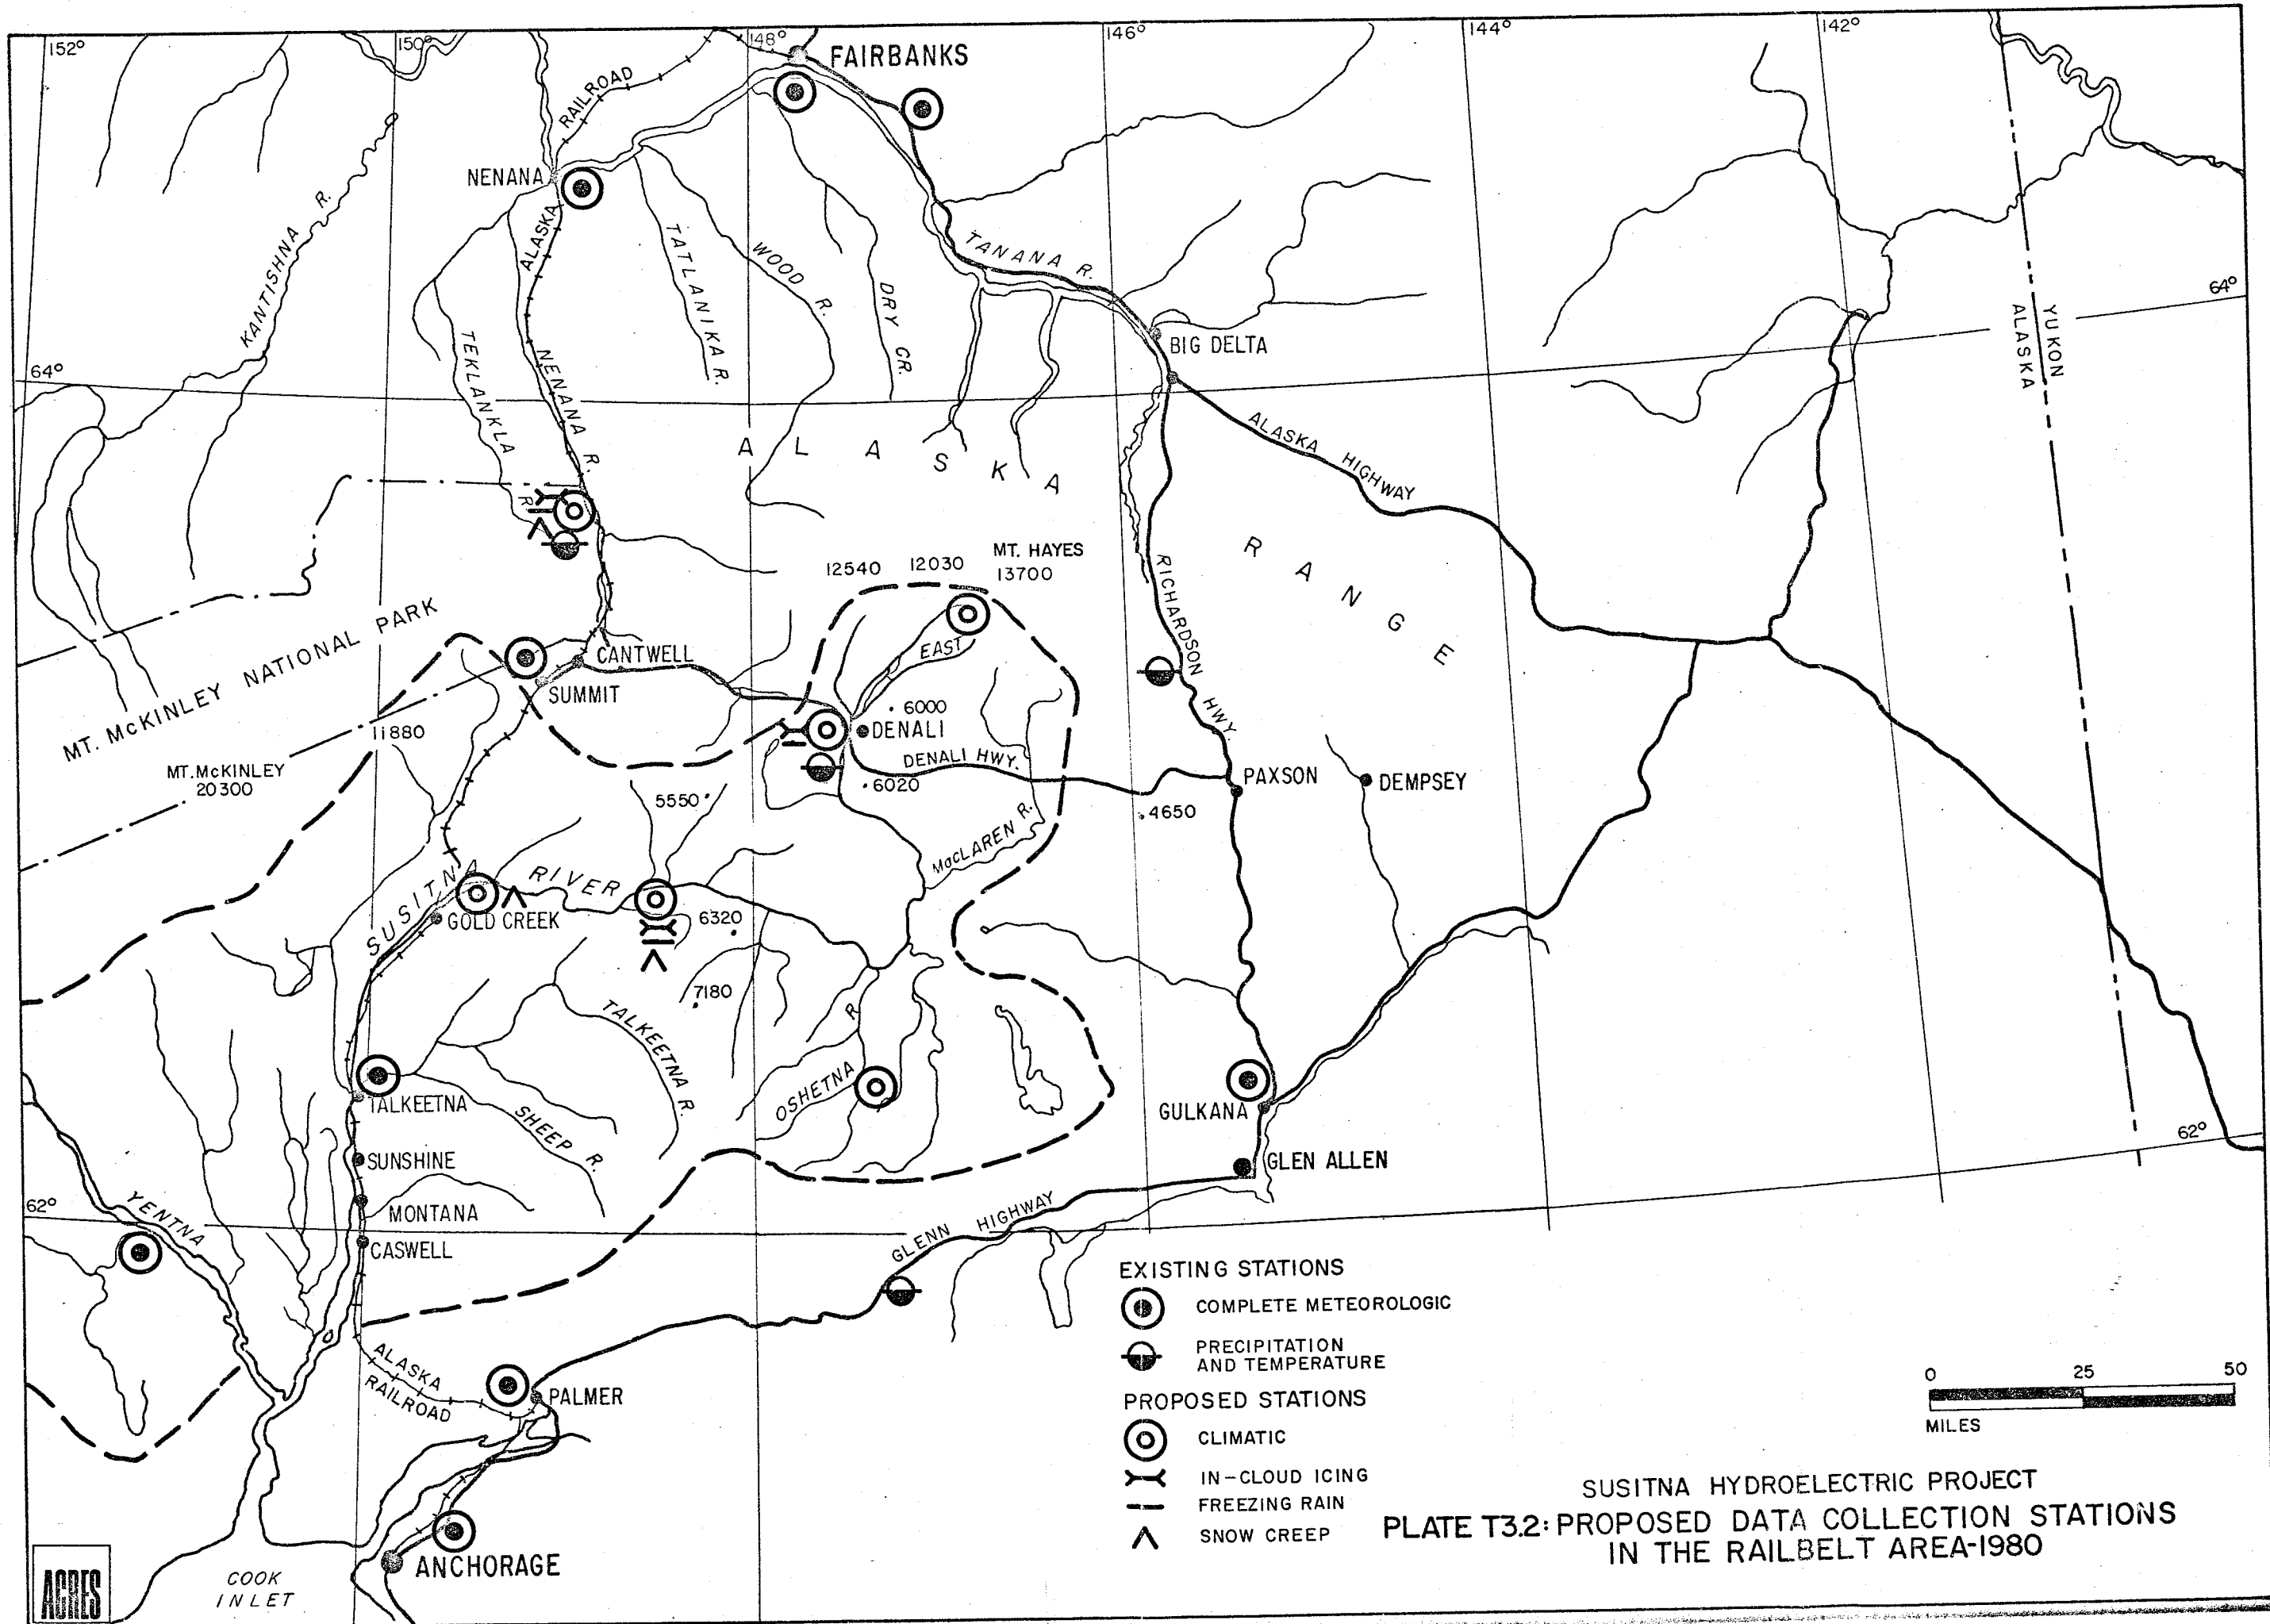 152°
150°
148°
146°
144°
142°
FAIRBANKS
RAILROAD
NENANA
ALASKA
KANTISHNA R.
TATLANIKA R.
WOOD R.
DRY CR.
TANANA R.
TEKLANKLA R.
NENANA R.
BIG DELTA
64°
64°
YUKON
ALASKA
ALASKA HIGHWAY
ALASKA
RANGE
MT. HAYES
13700
12540
12030
RICHARDSON HWY.
MT. McKINLEY NATIONAL PARK
CANTWELL
SUMMIT
EAST
6000
DENALI
DENALI HWY.
11880
MT. McKINLEY
20300
5550
6020
PAXSON
DEMPSEY
4650
MacLAREN R.
SUSITNA RIVER
GOLD CREEK
6320
7180
TALKEETNA R.
OSHETNA R.
TALKEETNA
SHEEP R.
GULKANA
SUNSHINE
GLEN ALLEN
62°
62°
MONTANA
YENTNA
CASWELL
GLENN HIGHWAY
ALASKA
RAILROAD
PALMER
ANCHORAGE
COOK
INLET
ACRES
EXISTING STATIONS
COMPLETE METEOROLOGIC
PRECIPITATION
AND TEMPERATURE
PROPOSED STATIONS
CLIMATIC
IN-CLOUD ICING
FREEZING RAIN
SNOW CREEP
0 25 50
MILES
SUSITNA HYDROELECTRIC PROJECT
PLATE T3.2: PROPOSED DATA COLLECTION STATIONS
IN THE RAILBELT AREA-1980